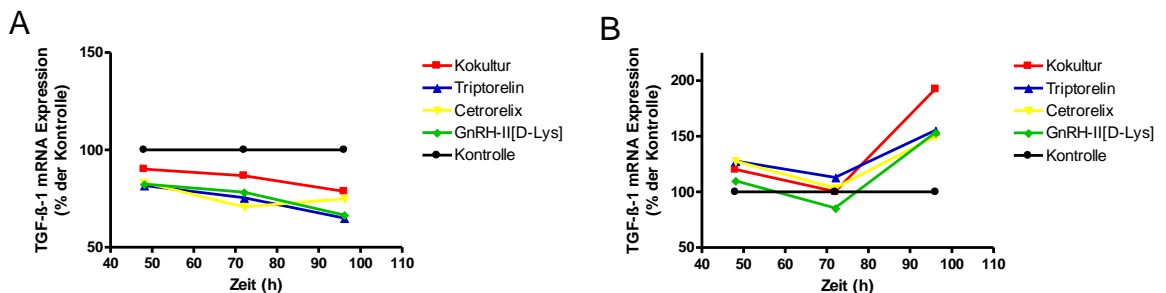 A
TGF-ß-1 mRNA Expression
(% der Kontrolle)
150
100
50
40 50 60 70 80 90 100 110
Zeit (h)
Kokultur
Triptorelin
Cetrorelix
GnRH-II[D-Lys]
Kontrolle
B
TGF-ß-1 mRNA Expression
(% der Kontrolle)
200
150
100
50
40 50 60 70 80 90 100 110
Zeit (h)
Kokultur
Triptorelin
Cetrorelix
GnRH-II[D-Lys]
Kontrolle